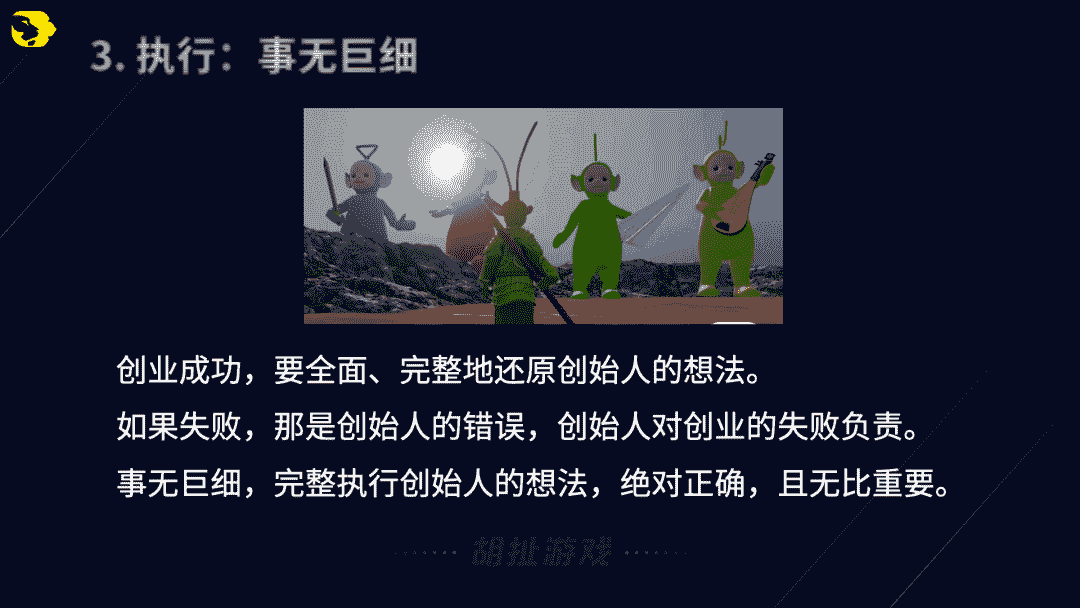 3. 执行：事无巨细
创业成功，要全面、完整地还原创始人的想法。
如果失败，那是创始人的错误，创始人对创业的失败负责。
事无巨细，完整执行创始人的想法，绝对正确，且无比重要。
胡扯游戏